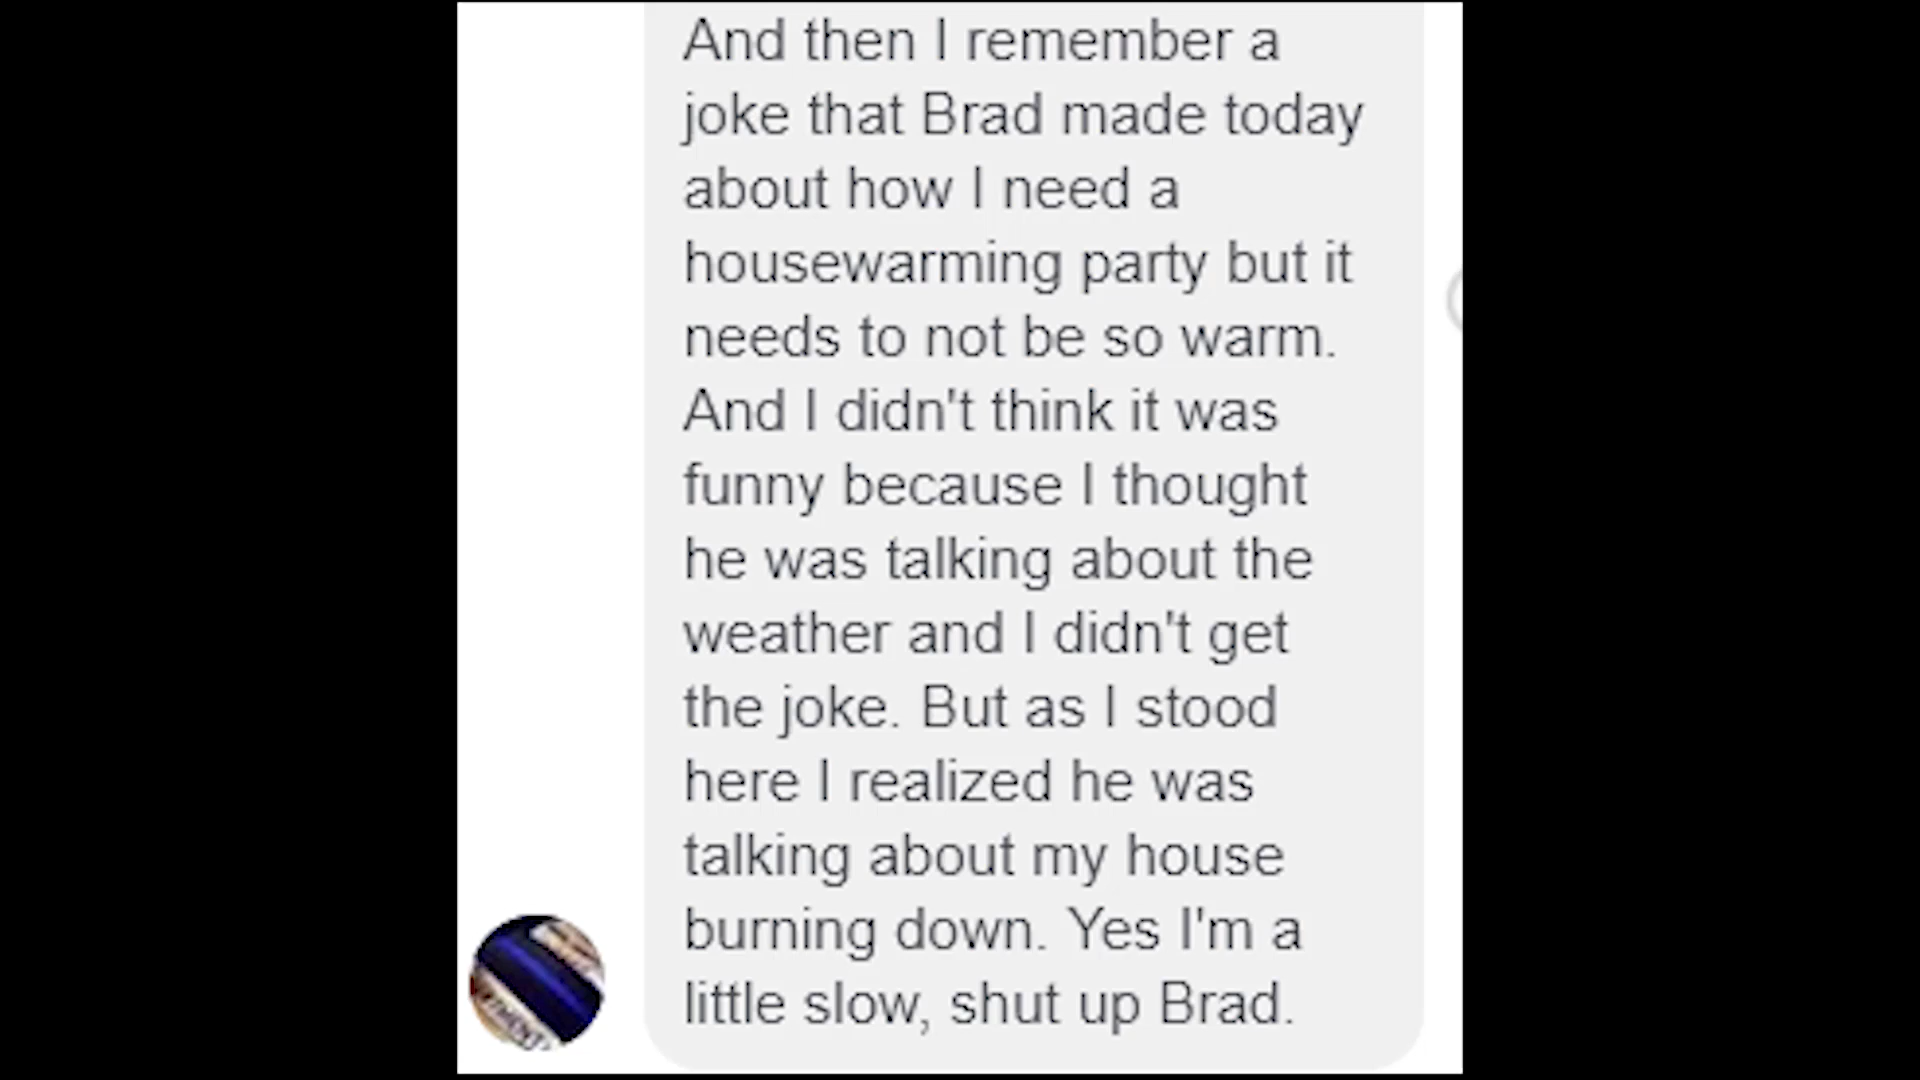 And then I remember a
joke that Brad made today
about how I need a
housewarming party but it
needs to not be so warm.
And I didn't think it was
funny because I thought
he was talking about the
weather and I didn't get
the joke. But as I stood
here I realized he was
talking about my house
burning down. Yes I'm a
little slow, shut up Brad.